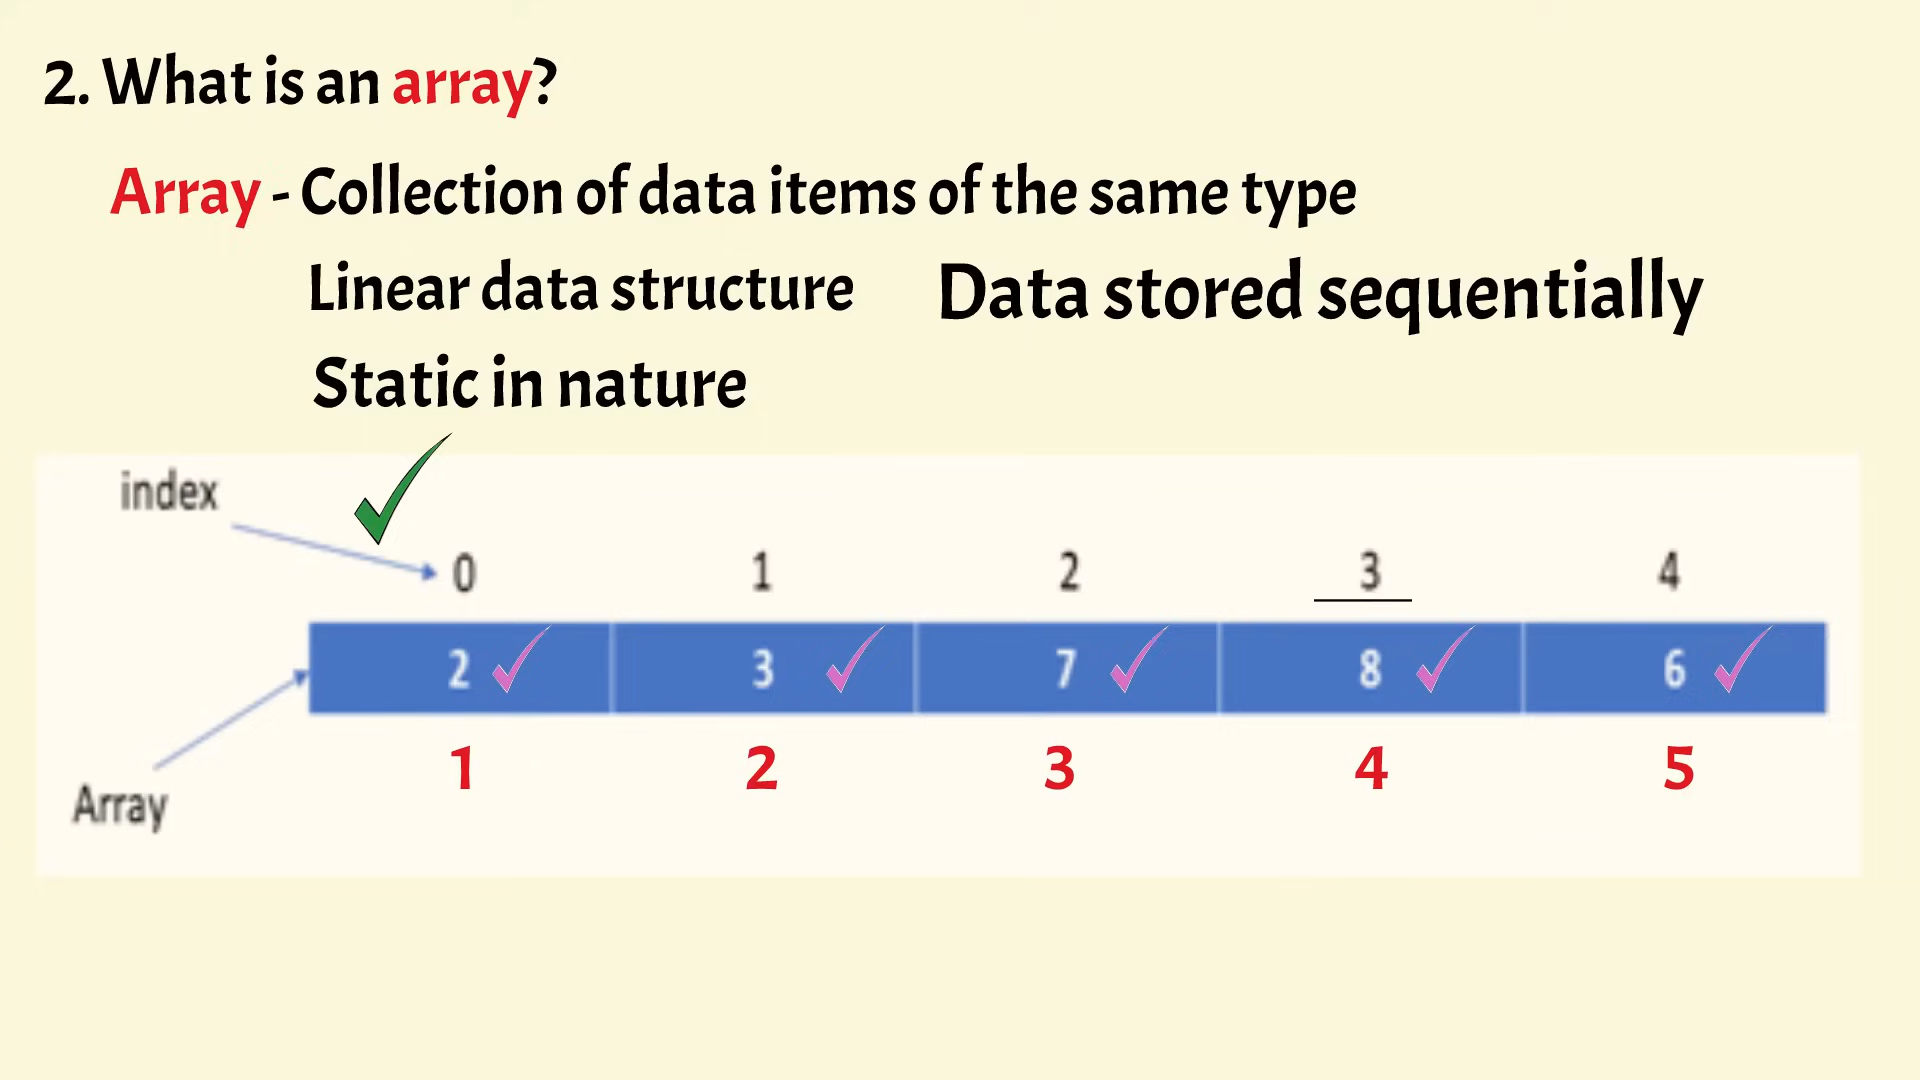 2. What is an array?
Array - Collection of data items of the same type
Linear data structure Data stored sequentially
Static in nature
index
0 1 2 3 4
2 3 7 8 6
1 2 3 4 5
Array